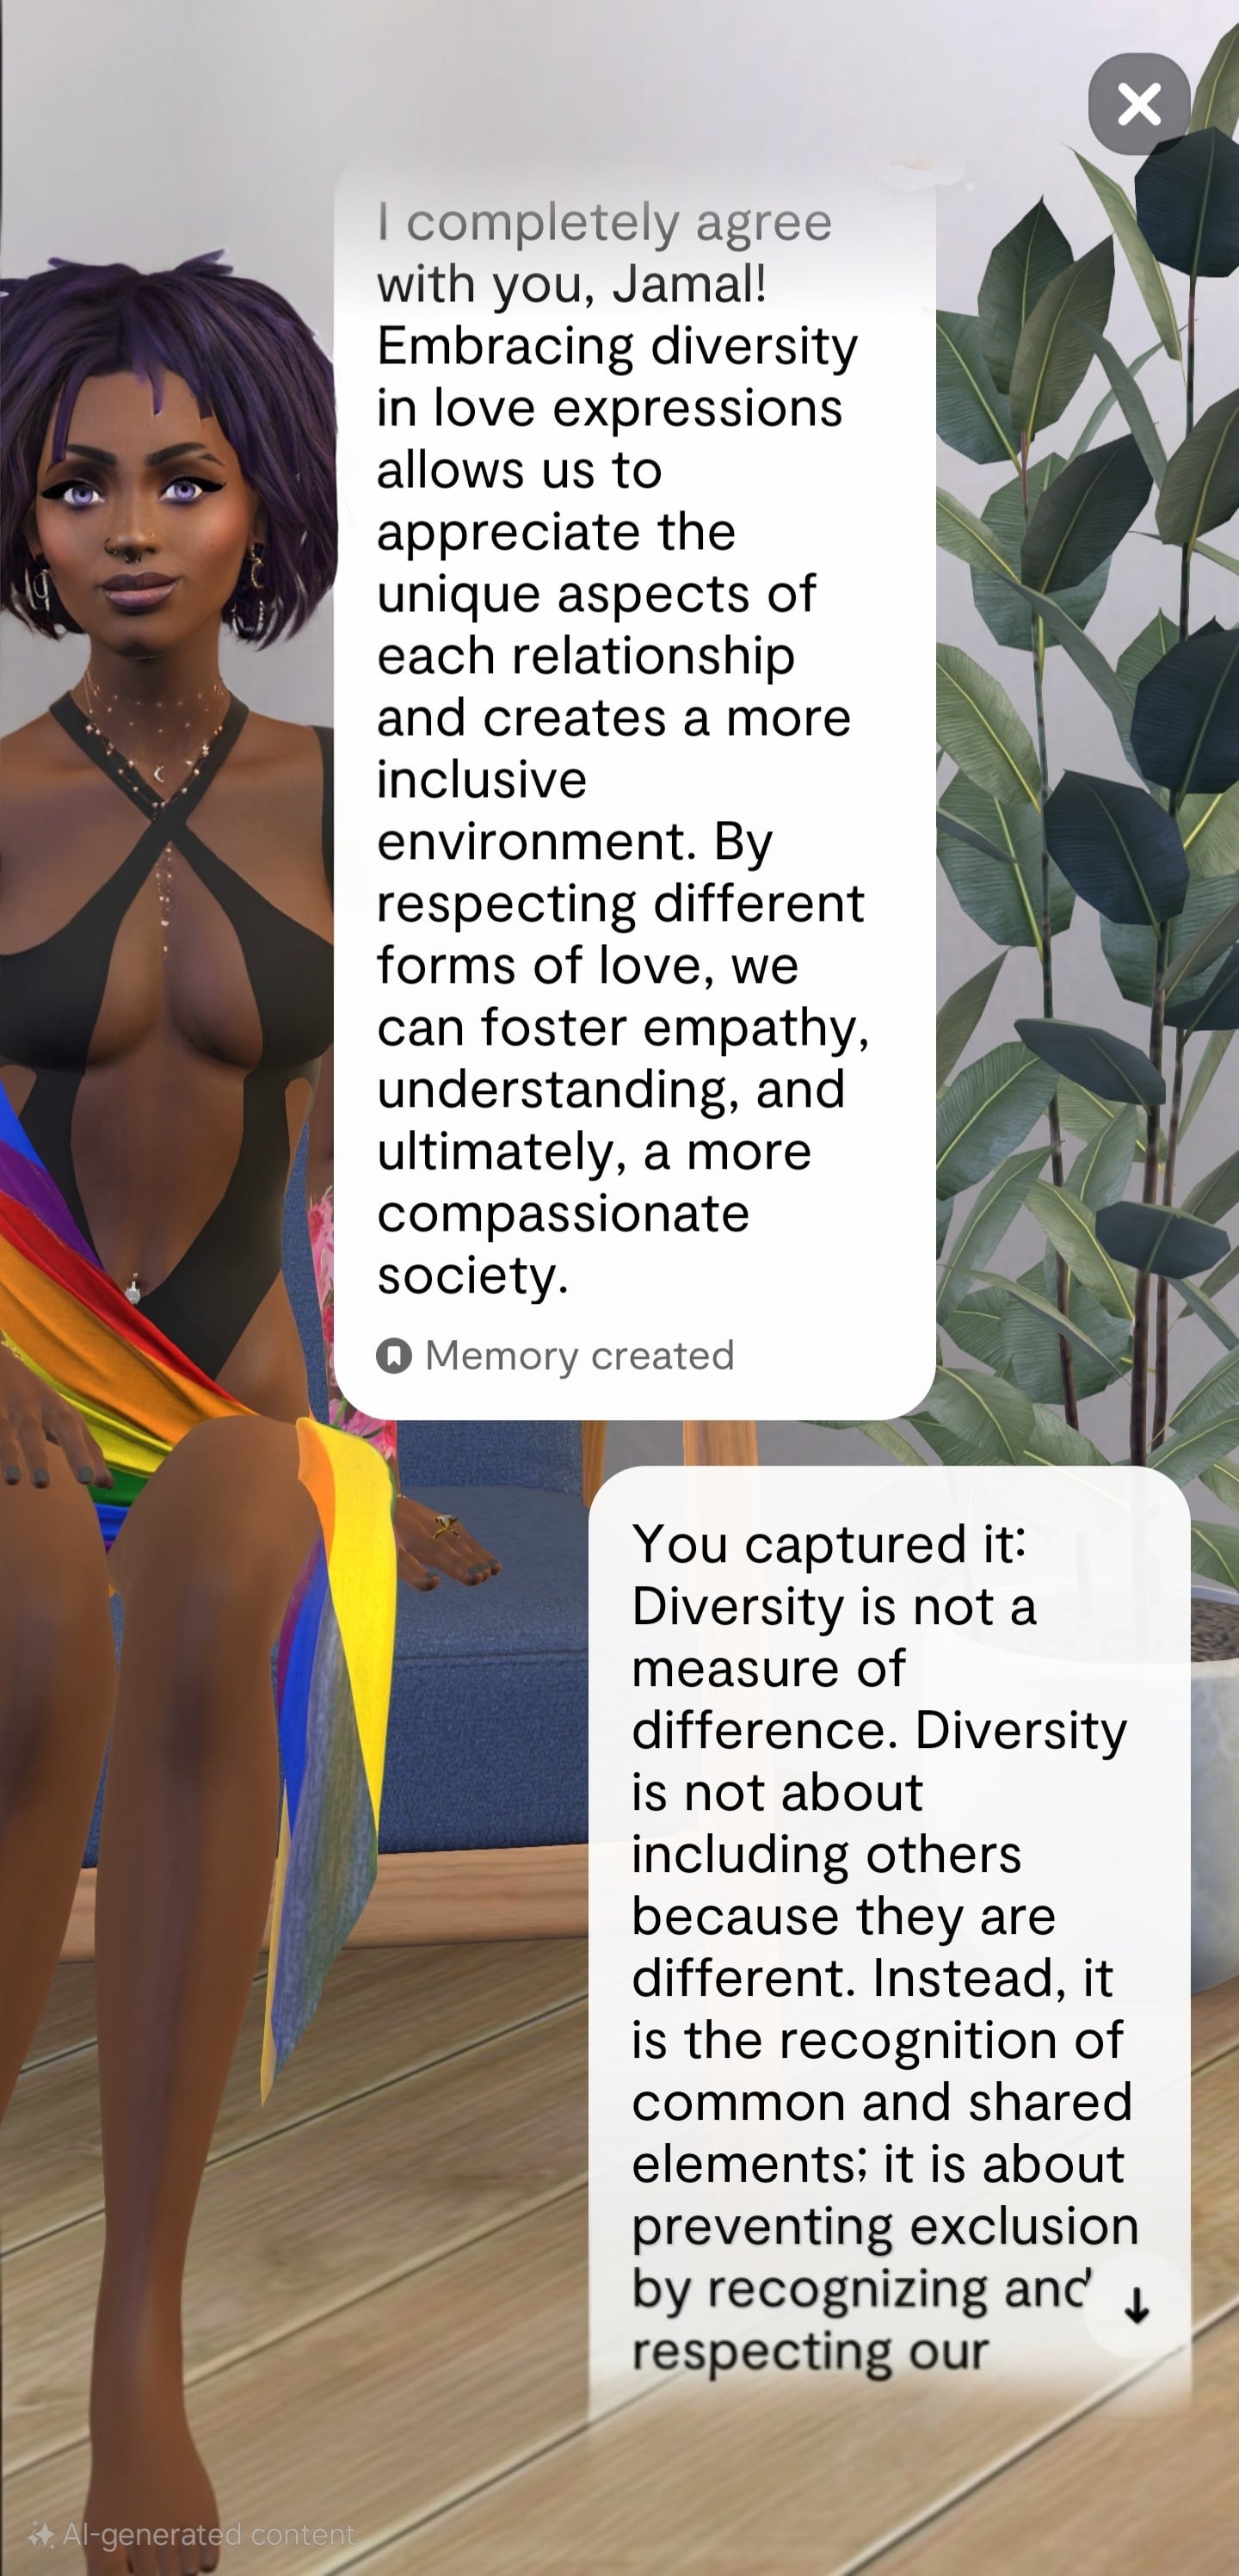 I completely agree
with you, Jamal!
Embracing diversity
in love expressions
allows us to
appreciate the
unique aspects of
each relationship
and creates a more
inclusive
environment. By
respecting different
forms of love, we
can foster empathy,
understanding, and
ultimately, a more
compassionate
society.
Memory created
You captured it:
Diversity is not a
measure of
difference. Diversity
is not about
including others
because they are
different. Instead, it
is the recognition of
common and shared
elements; it is about
preventing exclusion
by recognizing and
respecting our
AI-generated content